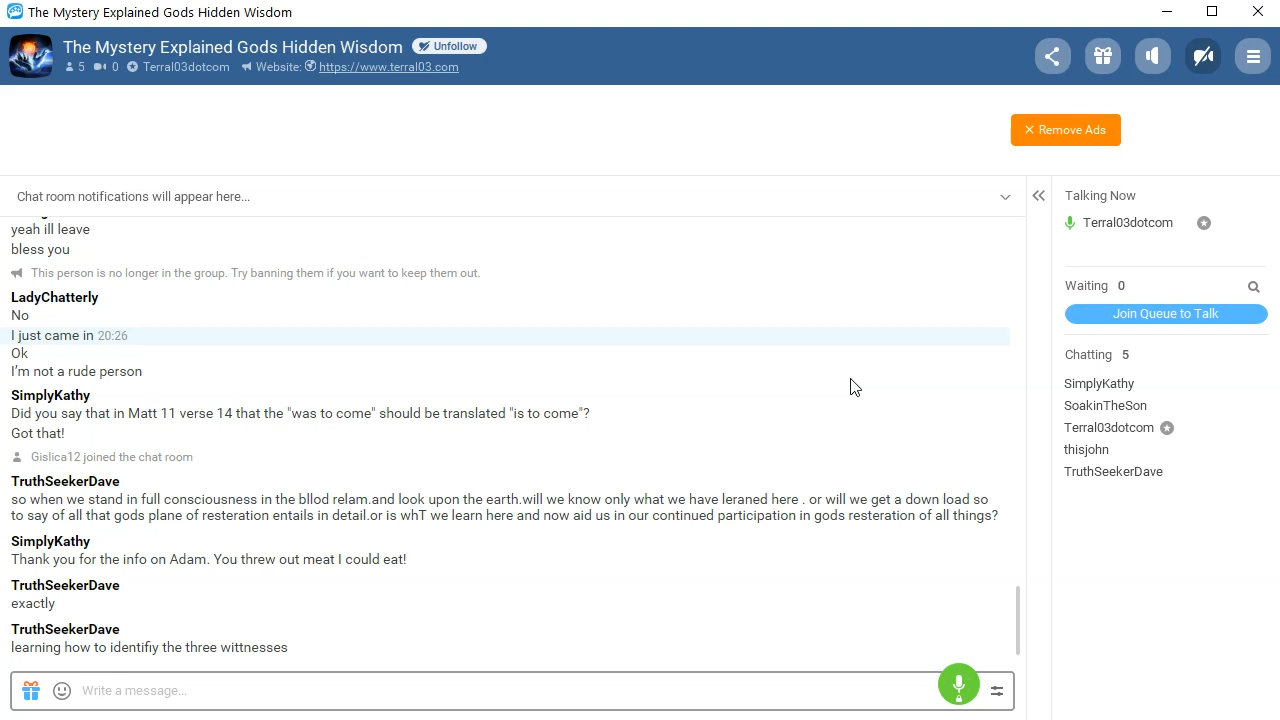 The Mystery Explained Gods Hidden Wisdom
The Mystery Explained Gods Hidden Wisdom
Unfollow
5
0
Terral03dotcom
Website:
https://www.terral03.com
Remove Ads
Chat room notifications will appear here...
yeah ill leave
bless you
This person is no longer in the group. Try banning them if you want to keep them out.
LadyChatterly
No
I just came in 20:26
Ok
I'm not a rude person
SimplyKathy
Did you say that in Matt 11 verse 14 that the "was to come" should be translated "is to come"?
Got that!
Gislica12 joined the chat room
TruthSeekerDave
so when we stand in full consciousness in the bllod relam.and look upon the earth.will we know only what we have leraned here . or will we get a down load so
to say of all that gods plane of resteration entails in detail.or is whT we learn here and now aid us in our continued participation in gods resteration of all things?
SimplyKathy
Thank you for the info on Adam. You threw out meat I could eat!
TruthSeekerDave
exactly
TruthSeekerDave
learning how to identifiy the three wittnesses
Write a message...
Talking Now
Terral03dotcom
Waiting 0
Join Queue to Talk
Chatting 5
SimplyKathy
SoakinTheSon
Terral03dotcom
thisjohn
TruthSeekerDave